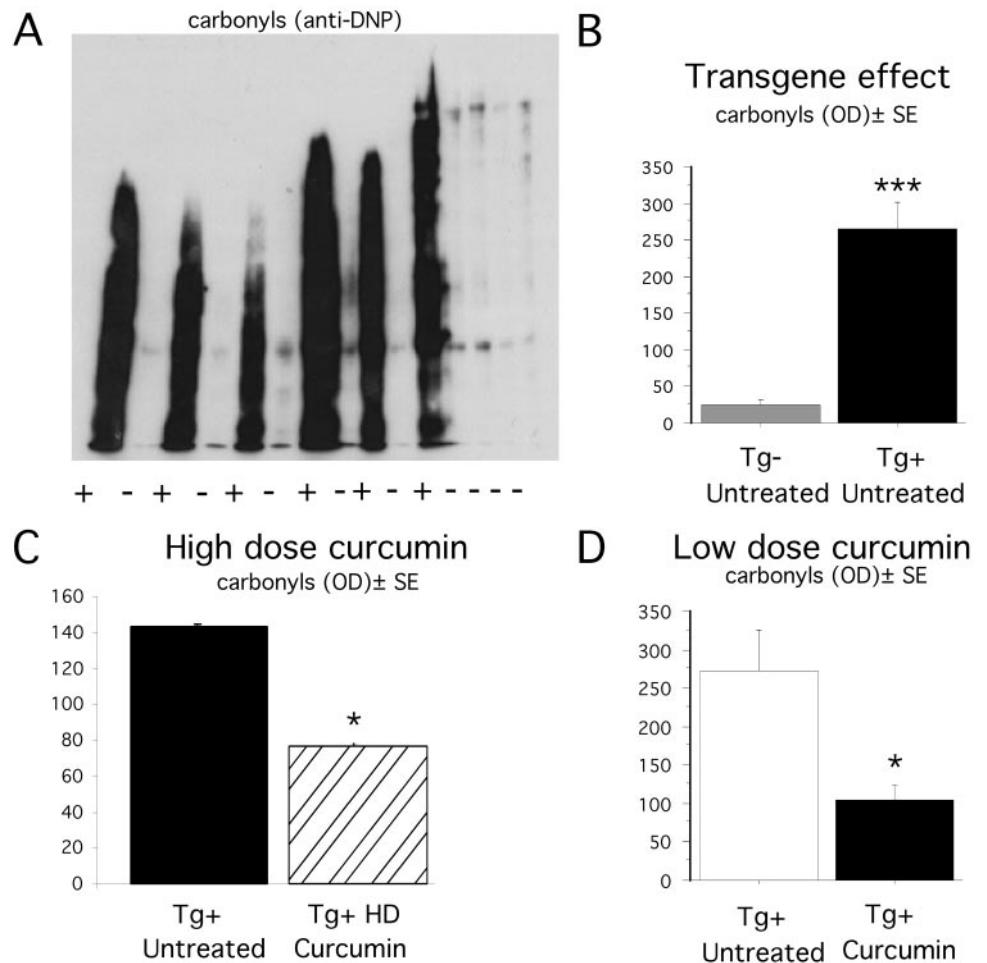 A
carbonyls (anti-DNP)
+ - + - + - + - + - + - - - -
B
Transgene effect
carbonyls (OD)± SE
350
300
250
200
150
100
50
0
***
Tg- Tg+
Untreated Untreated
C
High dose curcumin
carbonyls (OD)± SE
160
140
120
100
80
60
40
20
0
*
Tg+ Tg+ HD
Untreated Curcumin
D
Low dose curcumin
carbonyls (OD)± SE
350
300
250
200
150
100
50
0
*
Tg+ Tg+
Untreated Curcumin